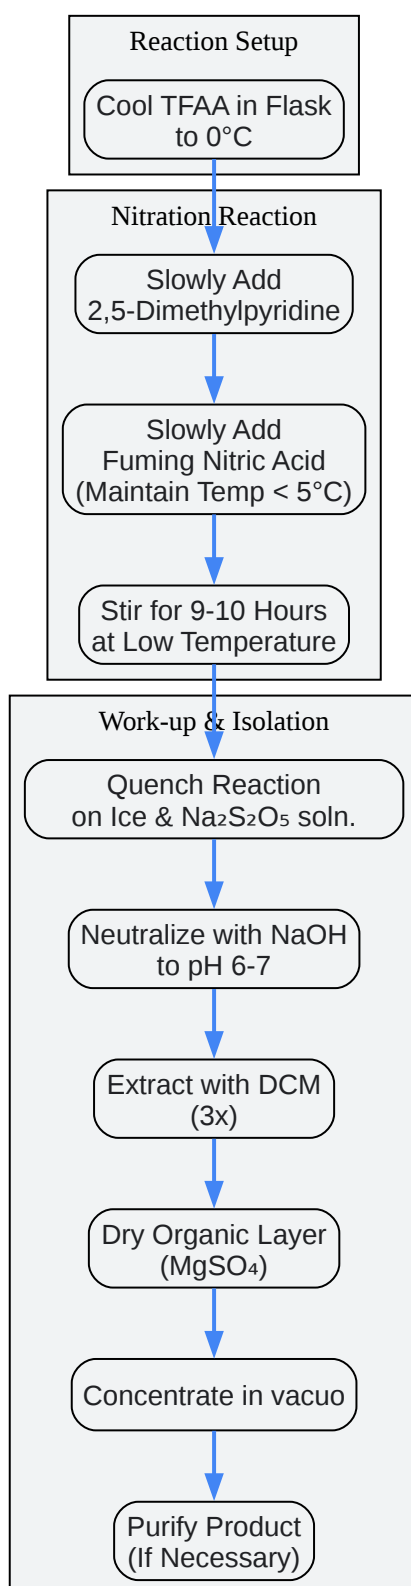 Reaction Setup
Cool TFAA in Flask
to 0°C
Nitration Reaction
Slowly Add
2,5-Dimethylpyridine
Slowly Add
Fuming Nitric Acid
(Maintain Temp < 5°C)
Stir for 9-10 Hours
at Low Temperature
Work-up & Isolation
Quench Reaction
on Ice & Na₂S₂O₅ soln.
Neutralize with NaOH
to pH 6-7
Extract with DCM
(3x)
Dry Organic Layer
(MgSO₄)
Concentrate in vacuo
Purify Product
(If Necessary)